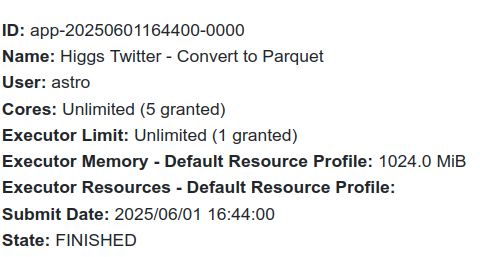 ID: app-20250601164400-0000
Name: Higgs Twitter - Convert to Parquet
User: astro
Cores: Unlimited (5 granted)
Executor Limit: Unlimited (1 granted)
Executor Memory - Default Resource Profile: 1024.0 MiB
Executor Resources - Default Resource Profile:
Submit Date: 2025/06/01 16:44:00
State: FINISHED